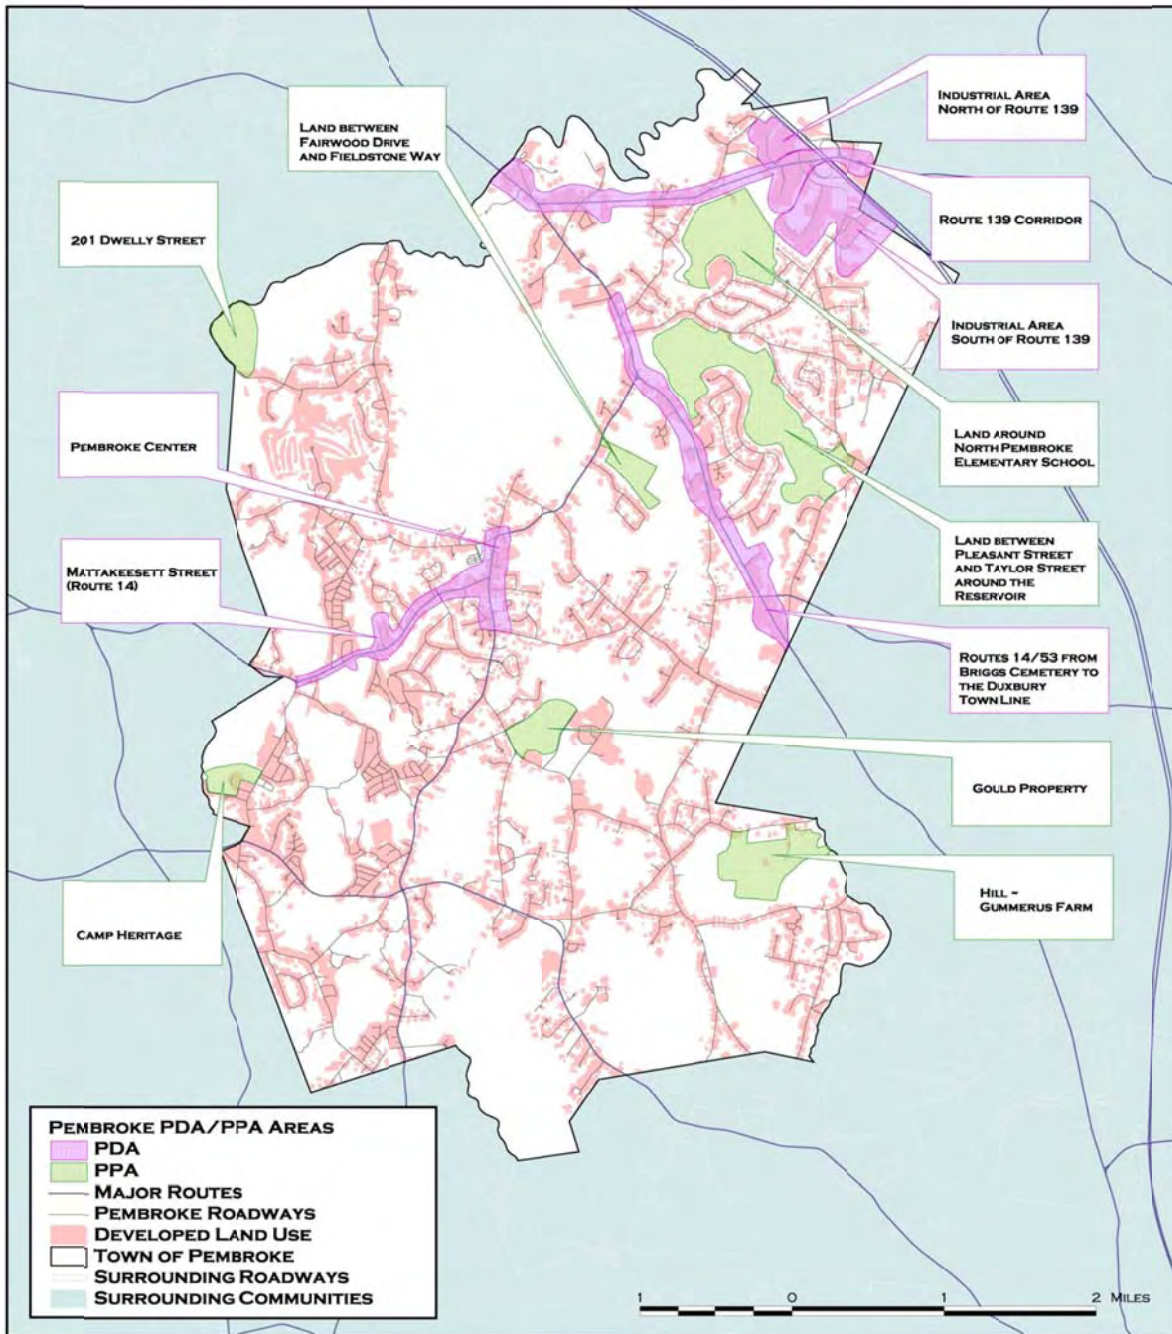 INDUSTRIAL AREA
NORTH OF ROUTE 139
LAND BETWEEN
FAIRWOOD DRIVE
AND FIELDSTONE WAY
201 DWELLY STREET
ROUTE 139 CORRIDOR
INDUSTRIAL AREA
SOUTH OF ROUTE 139
PEMBROKE CENTER
LAND AROUND
NORTH PEMBROKE
ELEMENTARY SCHOOL
MATTAKEESETT STREET
(ROUTE 14)
LAND BETWEEN
PLEASANT STREET
AND TAYLOR STREET
AROUND THE
RESERVOIR
ROUTES 14/53 FROM
BRIGGS CEMETERY TO
THE DUXBURY
TOWN LINE
GOULD PROPERTY
HILL ~
GUMMERUS FARM
CAMP HERITAGE
PEMBROKE PDA/PPA AREAS
PDA
PPA
MAJOR ROUTES
PEMBROKE ROADWAYS
DEVELOPED LAND USE
TOWN OF PEMBROKE
SURROUNDING ROADWAYS
SURROUNDING COMMUNITIES
1 0 1 2 MILES